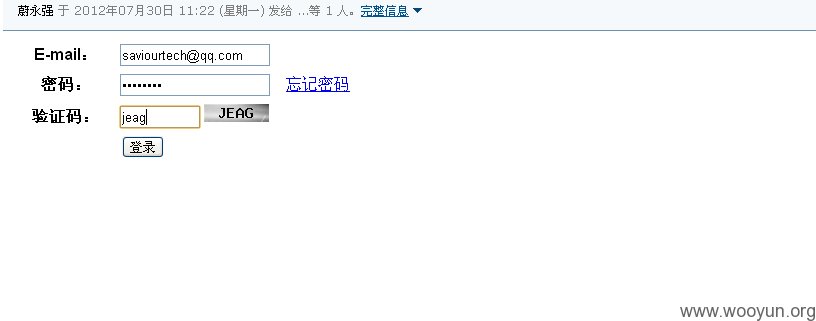 蔚永强 于 2012年07月30日 11:22 (星期一) 发给 ...等 1 人。完整信息
E-mail： saviourtech@qq.com
密码： •••••••• 忘记密码
验证码： jeag JEAG
登录
www.wooyun.org